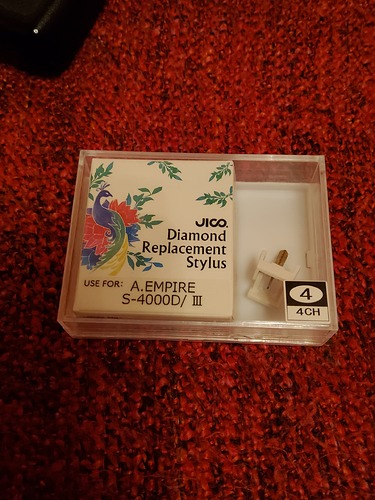 JICO
Diamond
Replacement
Stylus
USE FOR: A.EMPIRE
S-4000D/ III
4
4CH